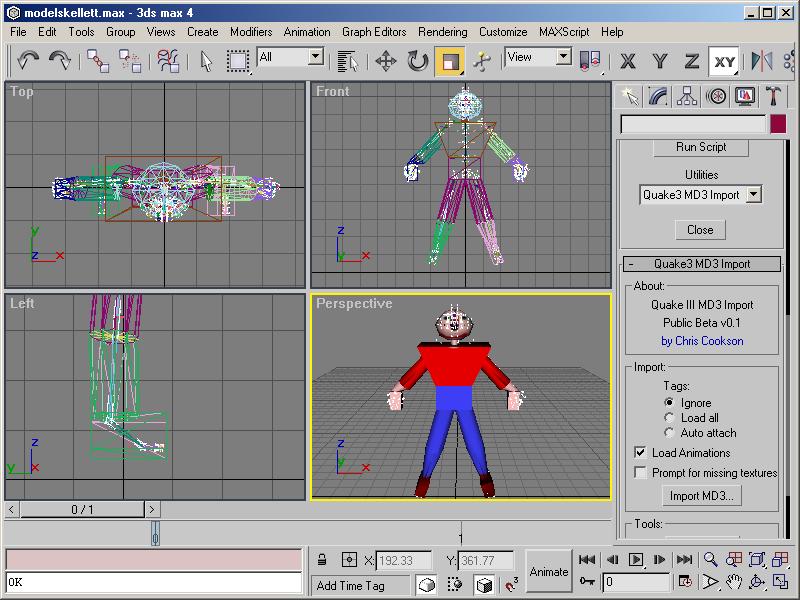 modelskellett.max - 3ds max 4
File Edit Tools Group Views Create Modifiers Animation Graph Editors Rendering Customize MAXScript Help
All
View
X Y Z XY
Top
Front
Run Script
Utilities
Quake3 MD3 Import
Close
- Quake3 MD3 Import
About:
Quake III MD3 Import
Public Beta v0.1
by Chris Cookson
Import:
Tags:
Ignore
Load all
Auto attach
Load Animations
Prompt for missing textures
Import MD3...
Tools:
y
z x
z
y x
Left
Perspective
z
y x
z
y x
< 0 / 1 >
0 1
X: 192.33 Y: 361.77
Animate
0
OK
Add Time Tag
3